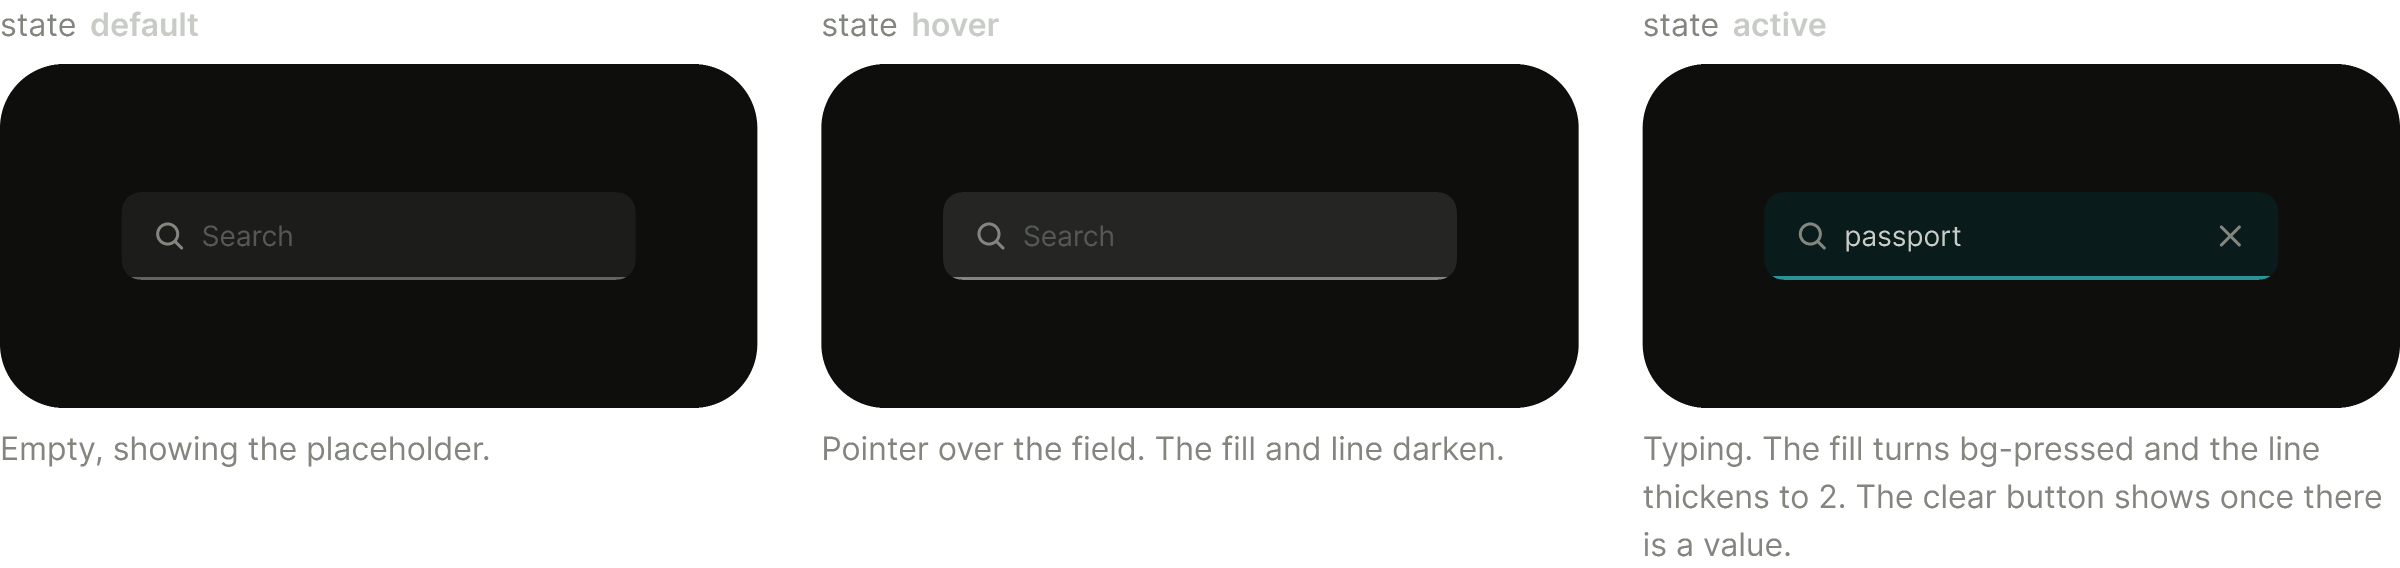 state default
Search
Empty, showing the placeholder.
state hover
Search
Pointer over the field. The fill and line darken.
state active
passport
Typing. The fill turns bg-pressed and the line
thickens to 2. The clear button shows once there
is a value.